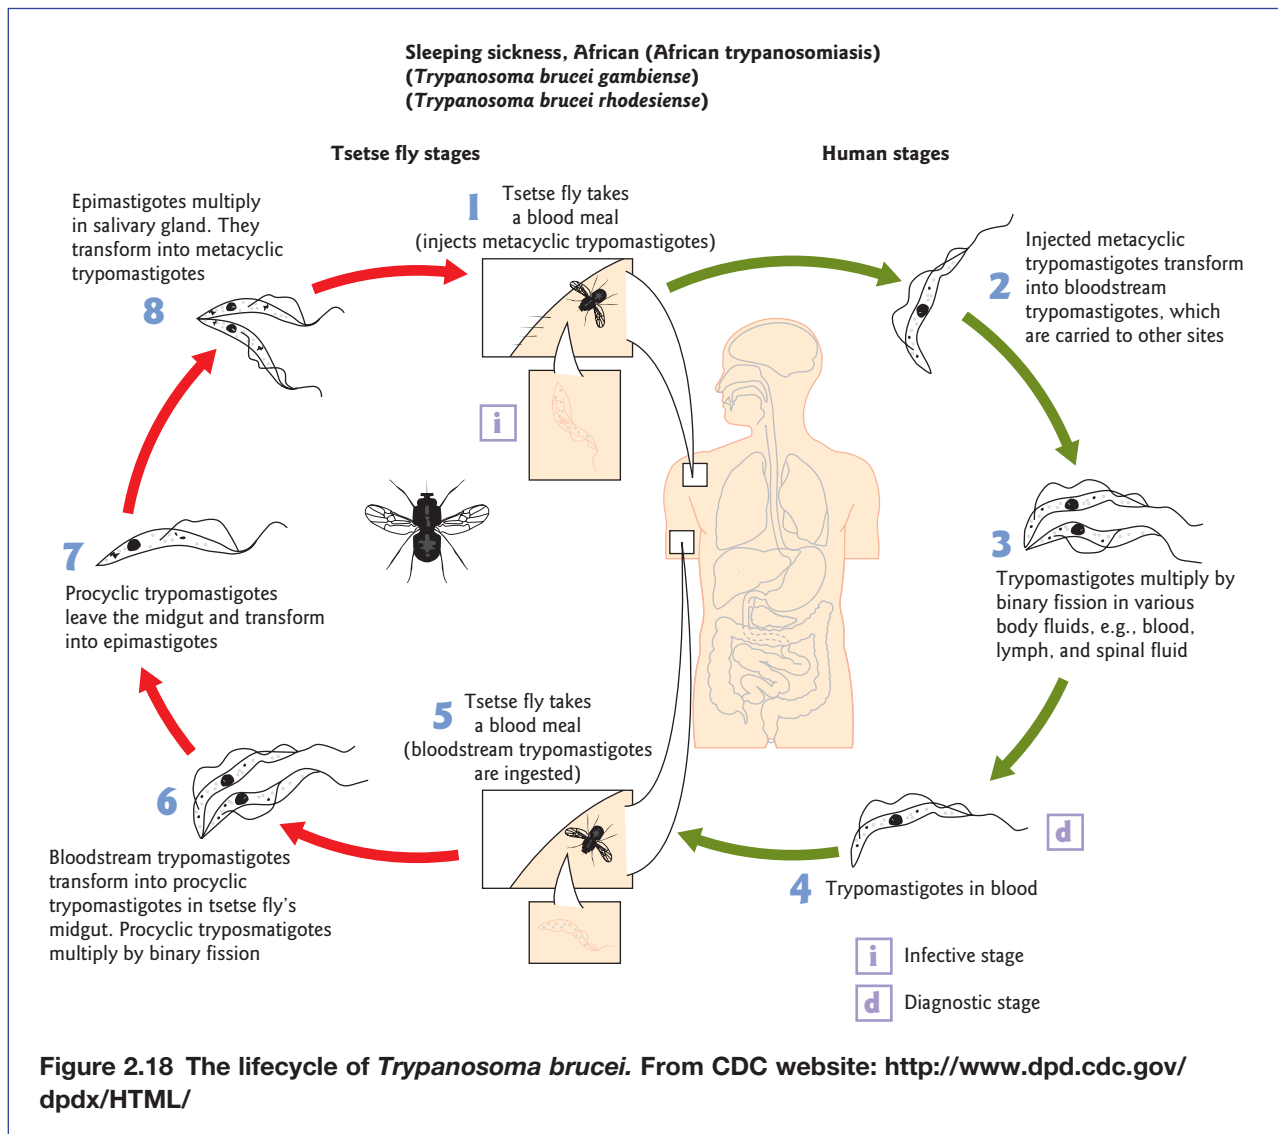 Sleeping sickness, African (African trypanosomiasis)
(Trypanosoma brucei gambiense)
(Trypanosoma brucei rhodesiense)
Tsetse fly stages
Human stages
1
Tsetse fly takes
a blood meal
(injects metacyclic trypomastigotes)
i
2
Injected metacyclic
trypomastigotes transform
into bloodstream
trypomastigotes, which
are carried to other sites
3
Trypomastigotes multiply by
binary fission in various
body fluids, e.g., blood,
lymph, and spinal fluid
d
4
Trypomastigotes in blood
5
Tsetse fly takes
a blood meal
(bloodstream trypomastigotes
are ingested)
6
Bloodstream trypomastigotes
transform into procyclic
trypomastigotes in tsetse fly's
midgut. Procyclic tryposmatigotes
multiply by binary fission
7
Procyclic trypomastigotes
leave the midgut and transform
into epimastigotes
Epimastigotes multiply
in salivary gland. They
transform into metacyclic
trypomastigotes
8
i Infective stage
d Diagnostic stage
Figure 2.18 The lifecycle of Trypanosoma brucei. From CDC website: http://www.dpd.cdc.gov/
dpdx/HTML/